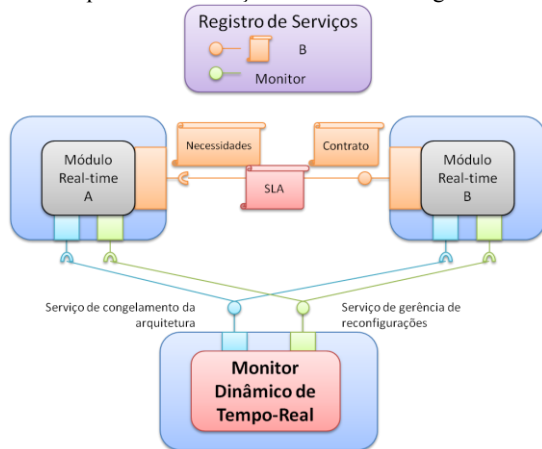 Registro de Serviços
B
Monitor
Necessidades
Contrato
SLA
Módulo
Real-time
A
Módulo
Real-time
B
Serviço de congelamento da
arquitetura
Serviço de gerência de
reconfigurações
Monitor
Dinâmico de
Tempo-Real